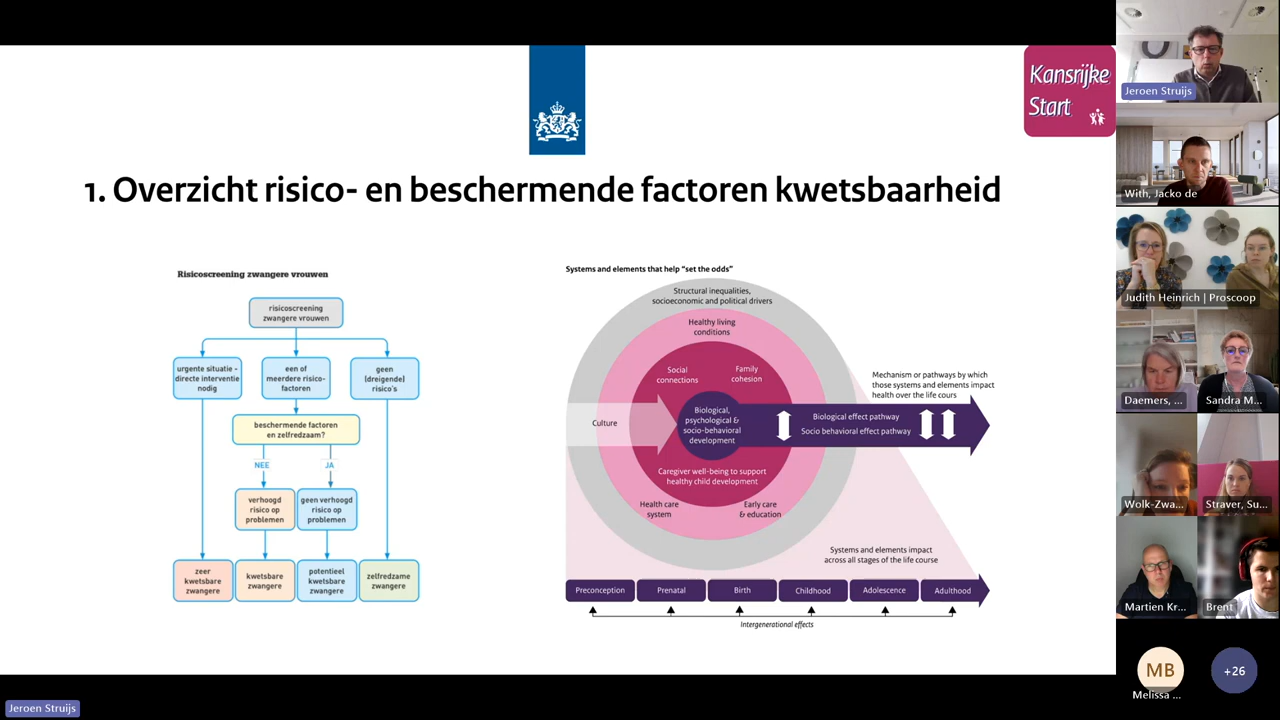 Kansrijke
Start
1. Overzicht risico- en beschermende factoren kwetsbaarheid
Risicoscreening zwangere vrouwen
risicoscreening
zwangere vrouwen
urgente situatie -
directe interventie
nodig
een of
meerdere risico-
factoren
geen
(dreigende)
risico's
beschermende factoren
en zelfredzaam?
NEE
JA
verhoogd
risico op
problemen
geen verhoogd
risico op
problemen
zeer
kwetsbare
zwangere
kwetsbare
zwangere
potentieel
kwetsbare
zwangere
zelfredzame
zwangere
Systems and elements that help "set the odds"
Structural inequalities,
socioeconomic and political drivers
Healthy living
conditions
Social
connections
Family
cohesion
Culture
Biological,
psychological &
socio-behavioral
development
Biological effect pathway
Socio behavioral effect pathway
Mechanism or pathways by which
those systems and elements impact
health over the life cours
Caregiver well-being to support
healthy child development
Health care
system
Early care
& education
Systems and elements impact
across all stages of the life course
Preconception
Prenatal
Birth
Childhood
Adolescence
Adulthood
Intergenerational effects
Jeroen Struijs
With, Jacko de
Judith Heinrich | Proscoop
Daemers, ...
Sandra M...
Wolk-Zwa...
Straver, Su...
Martien Kr...
Brent
MB
Melissa ...
+26
Jeroen Struijs